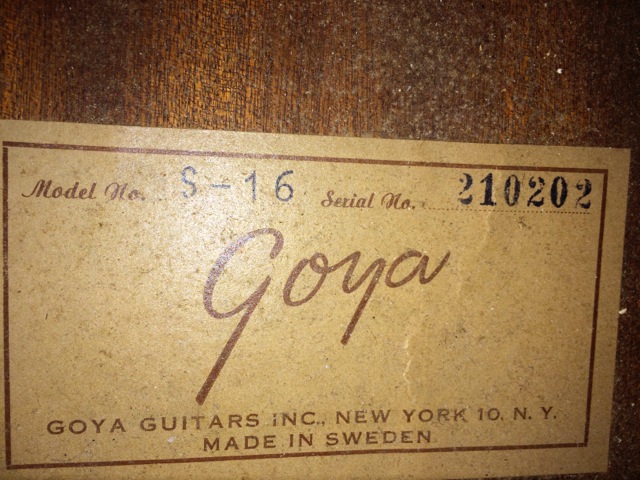 Model No. S-16 Serial No. 210202
Goya
GOYA GUITARS INC., NEW YORK 10, N. Y.
MADE IN SWEDEN